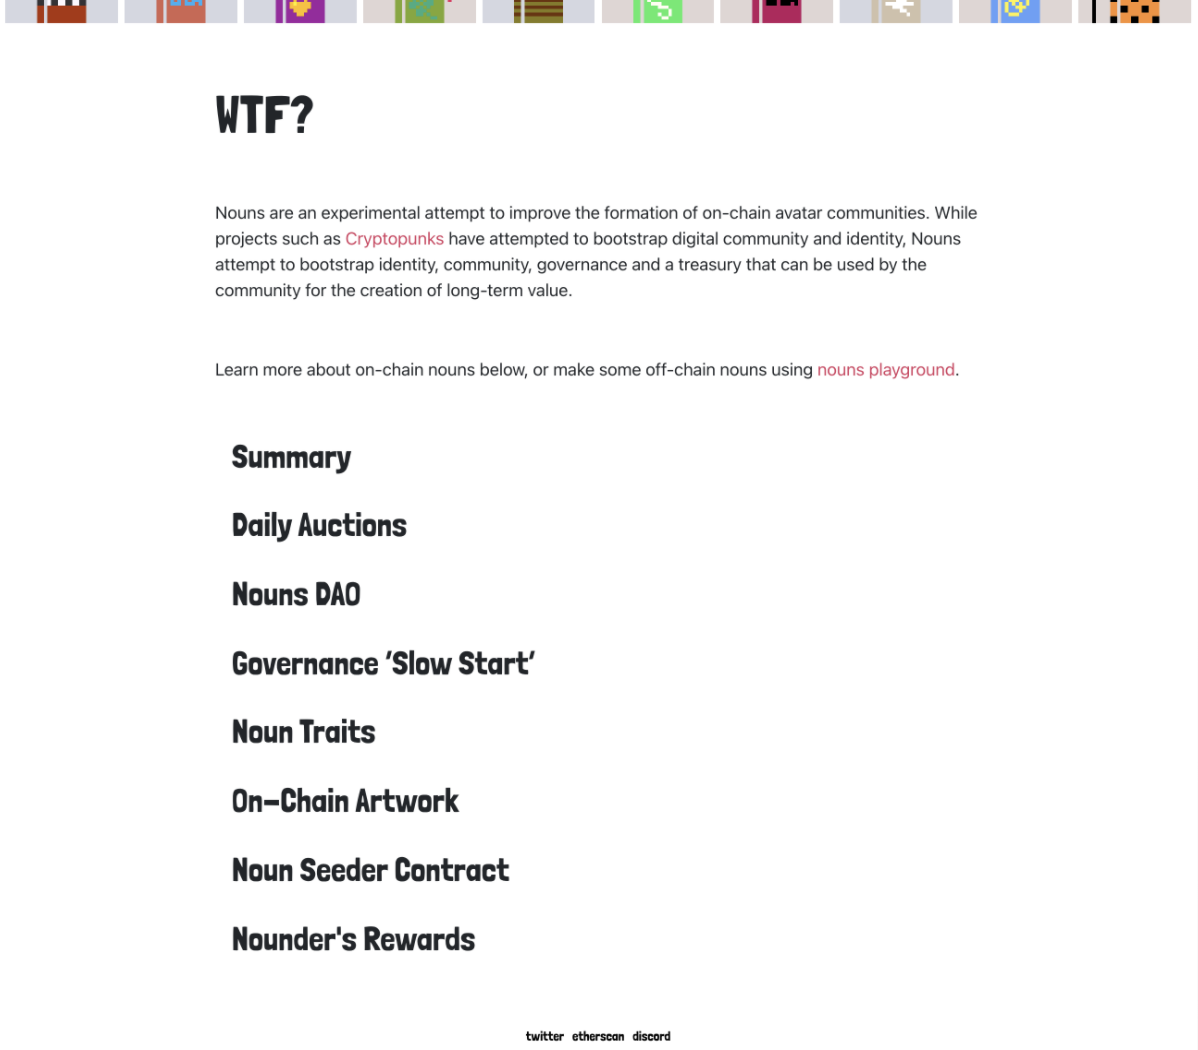 WTF?
Nouns are an experimental attempt to improve the formation of on-chain avatar communities. While
projects such as Cryptopunks have attempted to bootstrap digital community and identity, Nouns
attempt to bootstrap identity, community, governance and a treasury that can be used by the
community for the creation of long-term value.
Learn more about on-chain nouns below, or make some off-chain nouns using nouns playground.
Summary
Daily Auctions
Nouns DAO
Governance ‘Slow Start’
Noun Traits
On-Chain Artwork
Noun Seeder Contract
Nounder's Rewards
twitter etherscan discord